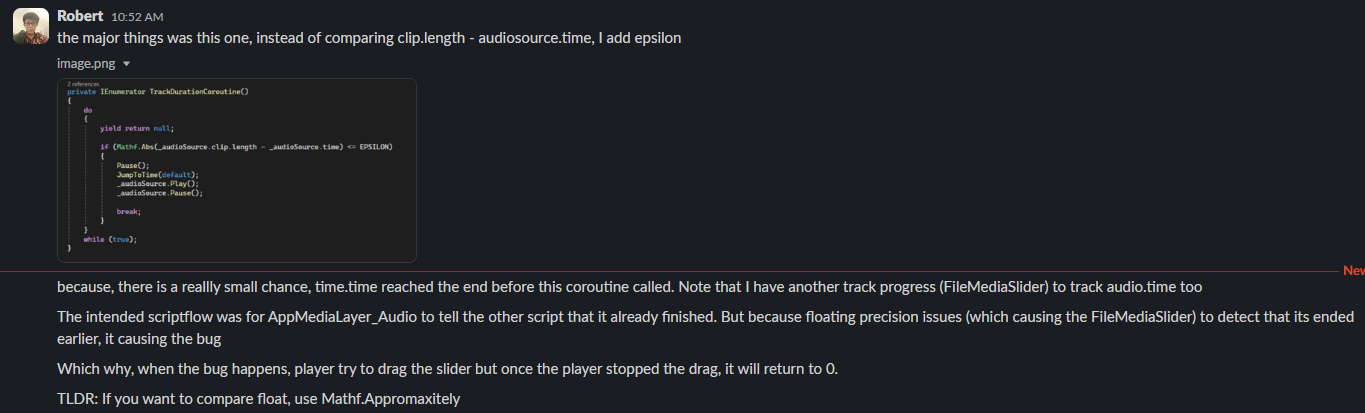 Robert 10:52 AM
the major things was this one, instead of comparing clip.length - audiosource.time, I add epsilon
image.png
2 references
private IEnumerator TrackDurationCoroutine()
{
do
{
yield return null;
if (Mathf.Abs(_audioSource.clip.length - _audioSource.time) <= EPSILON)
{
Pause();
JumpToTime(default);
_audioSource.Play();
_audioSource.Pause();
break;
}
}
while (true);
}
New
because, there is a reallly small chance, time.time reached the end before this coroutine called. Note that I have another track progress (FileMediaSlider) to track audio.time too
The intended scriptflow was for AppMediaLayer_Audio to tell the other script that it already finished. But because floating precision issues (which causing the FileMediaSlider) to detect that its ended
earlier, it causing the bug
Which why, when the bug happens, player try to drag the slider but once the player stopped the drag, it will return to 0.
TLDR: If you want to compare float, use Mathf.Appromaxitely